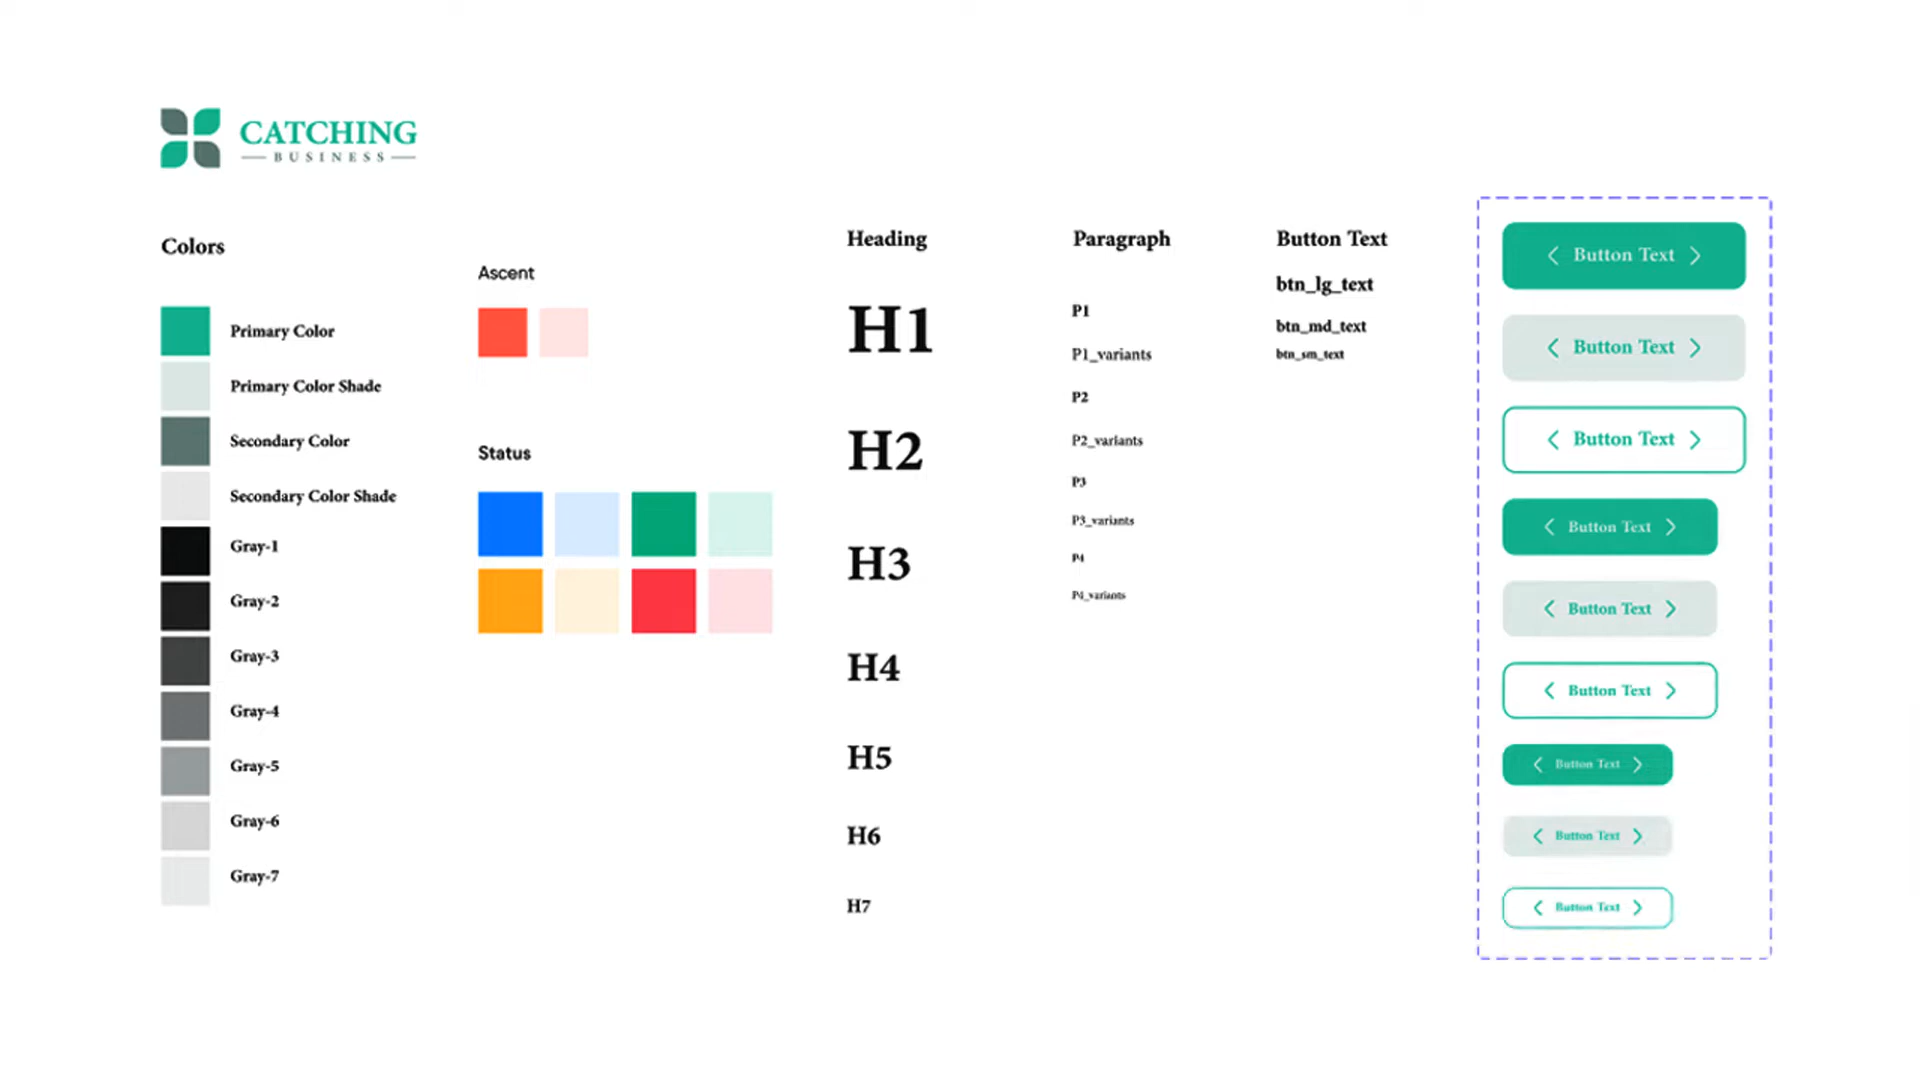 CATCHING
BUSINESS
Colors
Primary Color
Primary Color Shade
Secondary Color
Secondary Color Shade
Gray-1
Gray-2
Gray-3
Gray-4
Gray-5
Gray-6
Gray-7
Ascent
Status
Heading
H1
H2
H3
H4
H5
H6
H7
Paragraph
P1
P1_variants
P2
P2_variants
P3
P3_variants
P4
P4_variants
Button Text
btn_lg_text
btn_md_text
btn_sm_text
Button Text
Button Text
Button Text
Button Text
Button Text
Button Text
Button Text
Button Text
Button Text